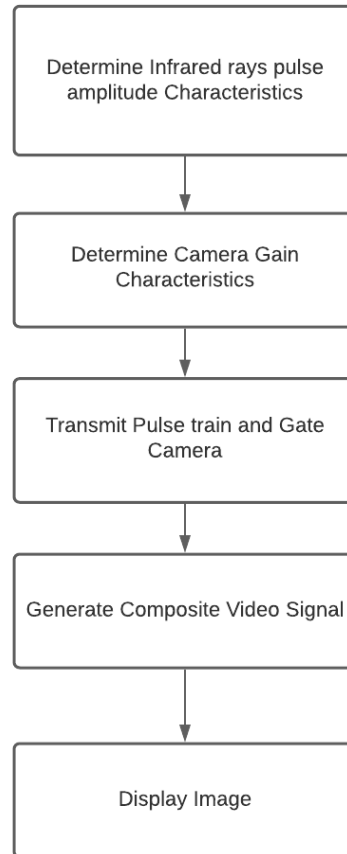 Determine Infrared rays pulse
amplitude Characteristics
Determine Camera Gain
Characteristics
Transmit Pulse train and Gate
Camera
Generate Composite Video Signal
Display Image